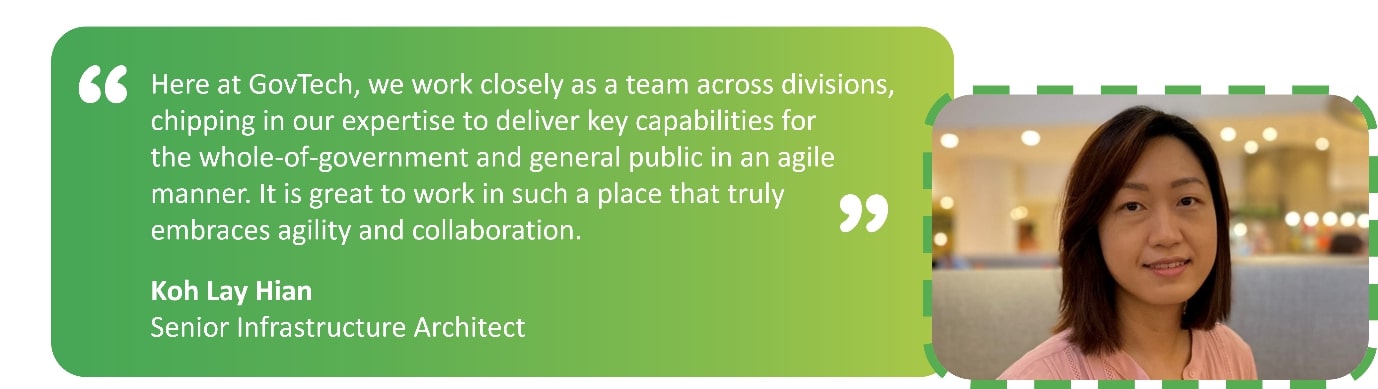 “ Here at GovTech, we work closely as a team across divisions,
chipping in our expertise to deliver key capabilities for
the whole-of-government and general public in an agile
manner. It is great to work in such a place that truly
embraces agility and collaboration. ”
Koh Lay Hian
Senior Infrastructure Architect